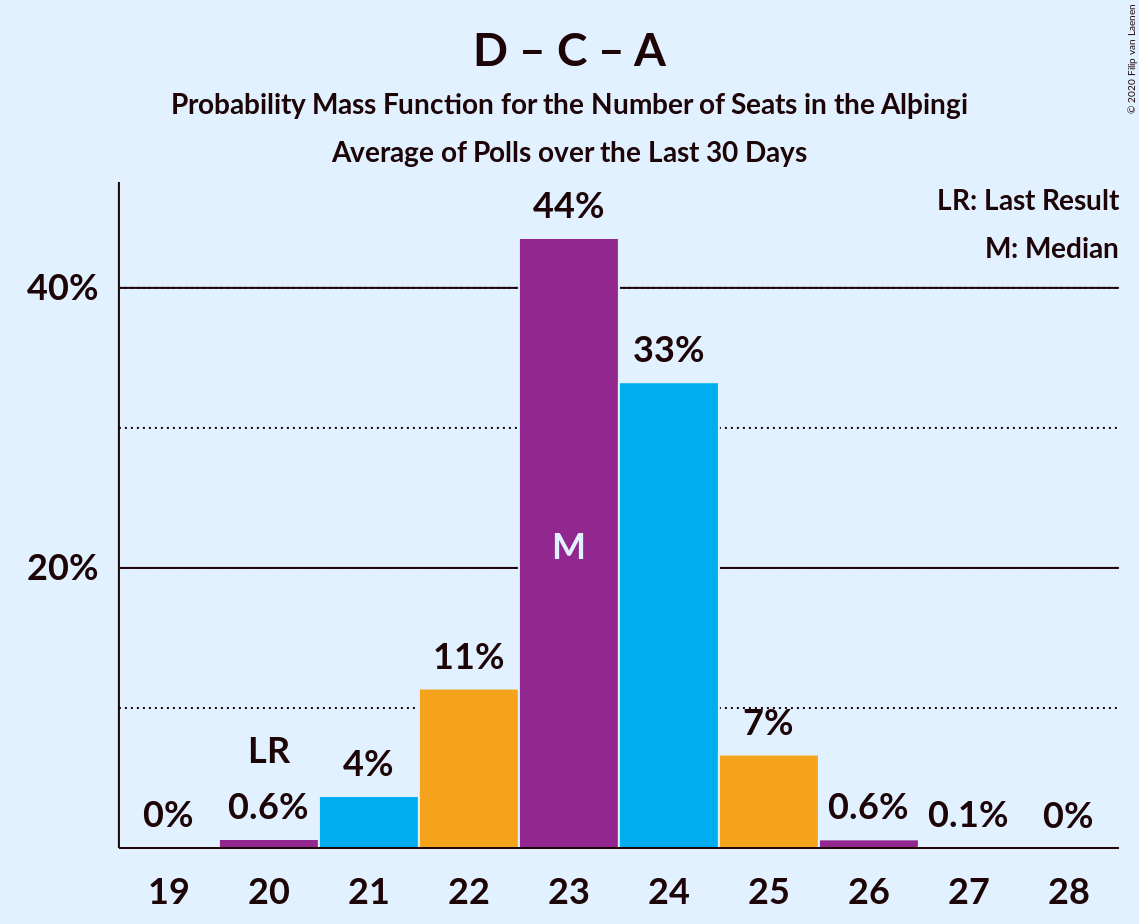 D – C – A
Probability Mass Function for the Number of Seats in the Alþingi
Average of Polls over the Last 30 Days
© 2020 Filip van Laenen
LR: Last Result
M: Median
44%
40%
33%
M
20%
11%
7%
LR
4%
0%
0.6%
0.6%
0.1%
0%
19 20 21 22 23 24 25 26 27 28